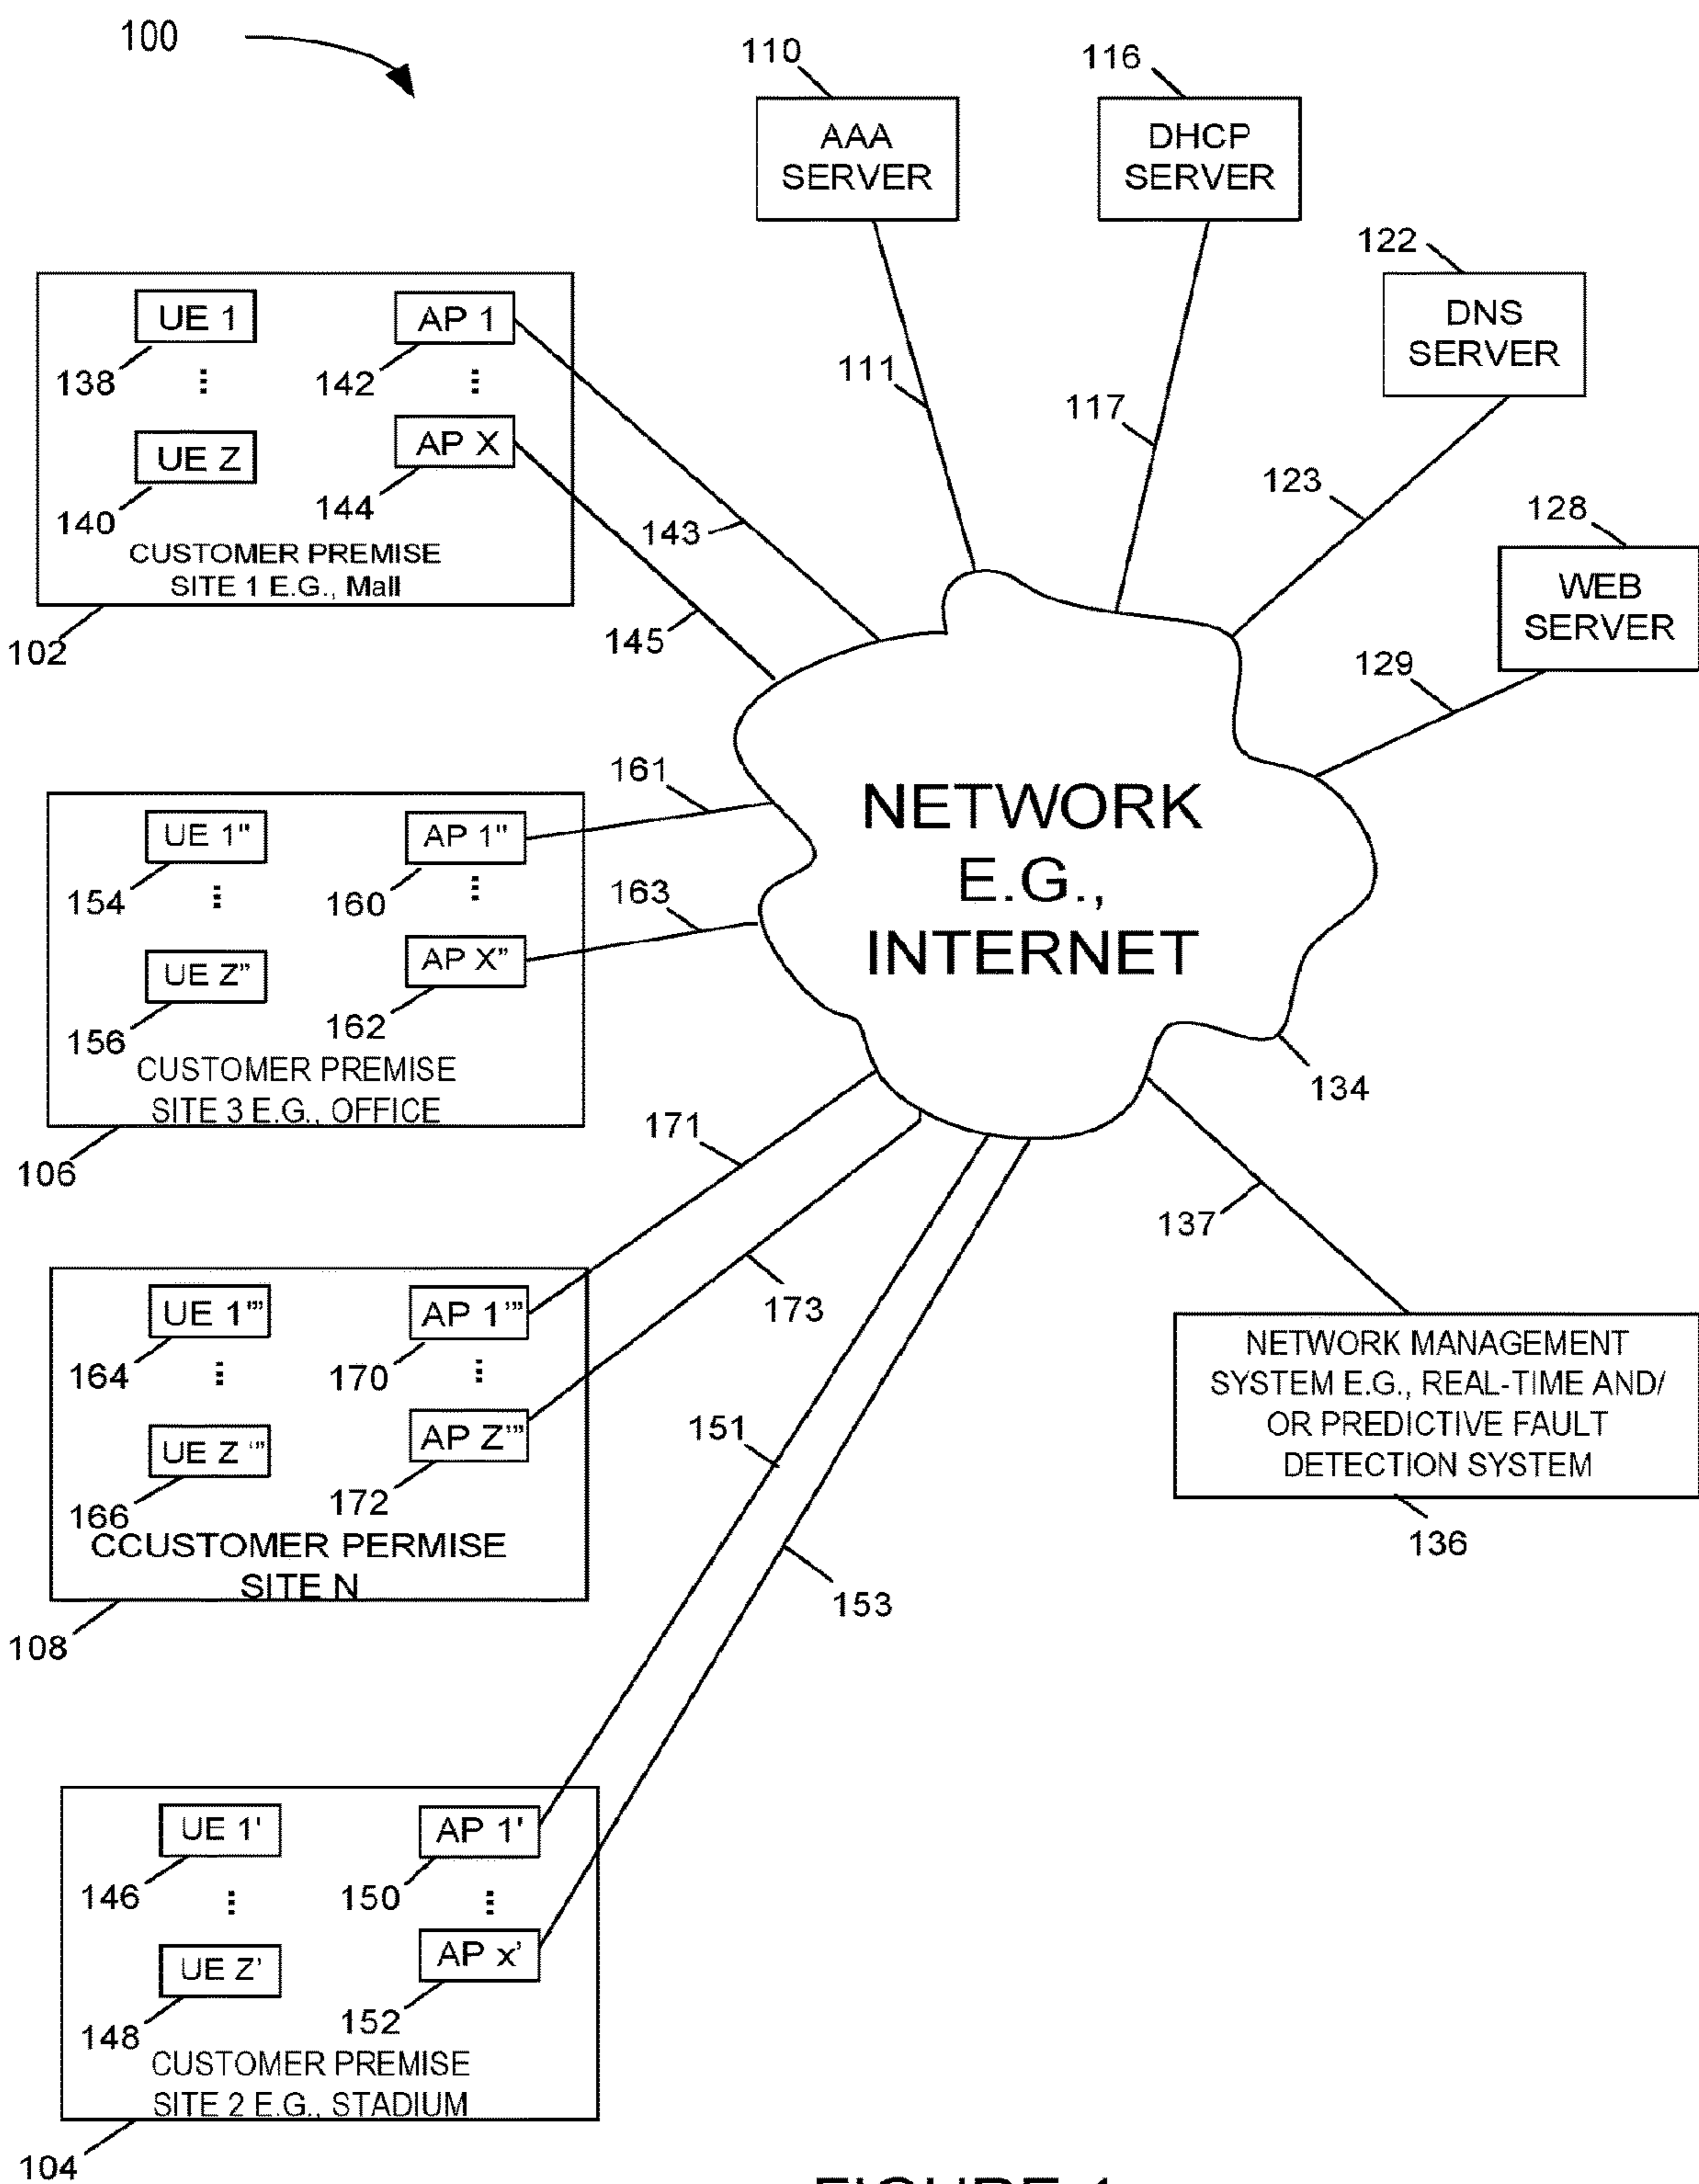 100
110
AAA
SERVER
116
DHCP
SERVER
122
DNS
SERVER
128
WEB
SERVER
111
117
123
129
UE 1
138
⋮
UE Z
140
AP 1
142
⋮
AP X
144
CUSTOMER PREMISE
SITE 1 E.G., Mall
102
143
145
NETWORK
E.G.,
INTERNET
134
UE 1"
154
⋮
UE Z”
156
AP 1"
160
⋮
AP X”
162
CUSTOMER PREMISE
SITE 3 E.G., OFFICE
106
161
163
UE 1'"
164
⋮
UE Z '"
166
AP 1’”
170
⋮
AP Z’”
172
CCUSTOMER PERMISE
SITE N
108
171
173
137
NETWORK MANAGEMENT
SYSTEM E.G., REAL-TIME AND/
OR PREDICTIVE FAULT
DETECTION SYSTEM
136
151
153
UE 1'
146
⋮
UE Z’
148
AP 1'
150
⋮
AP x’
152
CUSTOMER PREMISE
SITE 2 E.G., STADIUM
104